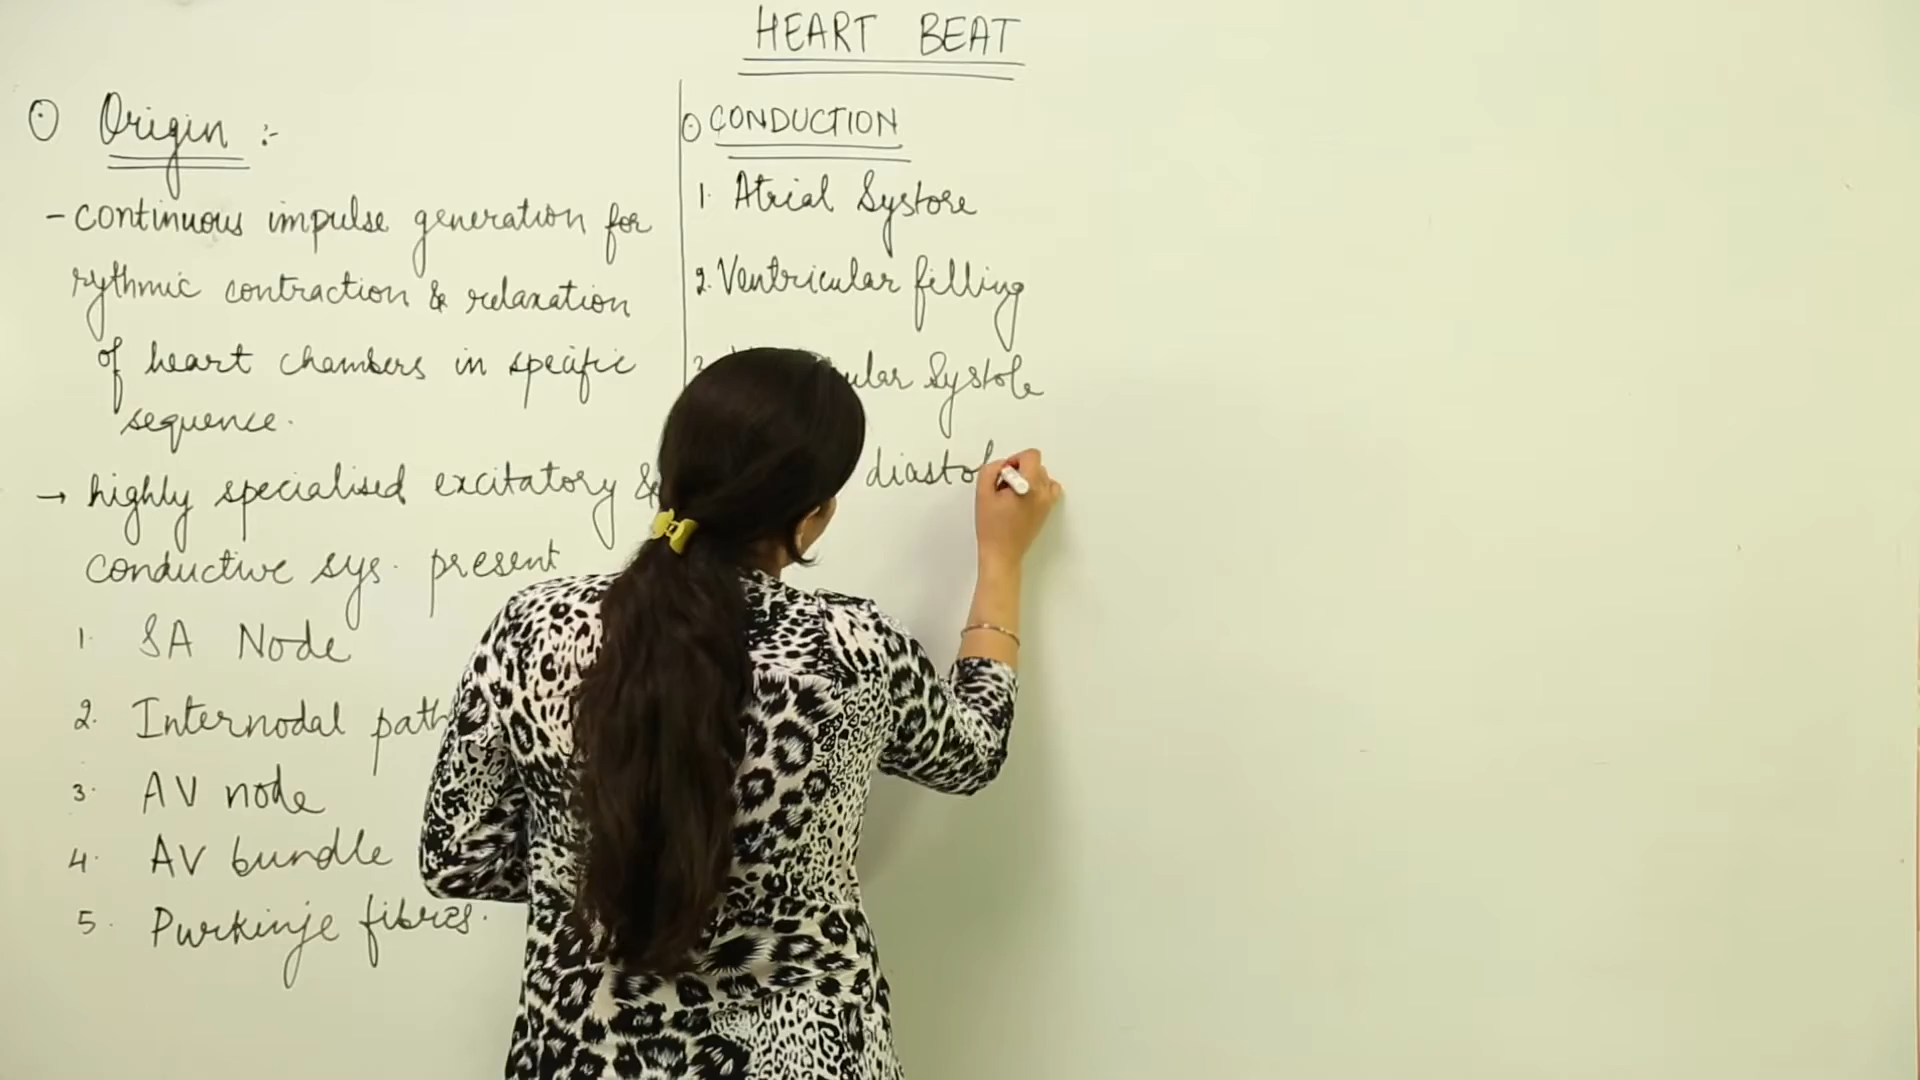 HEART BEAT
Origin :-
- continuous impulse generation for
rythmic contraction & relaxation
of heart chambers in specific
sequence.
→ highly specialised excitatory &
conductive sys. present
1. SA Node
2. Internodal path
3. AV node
4. AV bundle
5. Purkinje fibres.
CONDUCTION
1. Atrial Systore
2. Ventricular filling
3. Systole
diastol